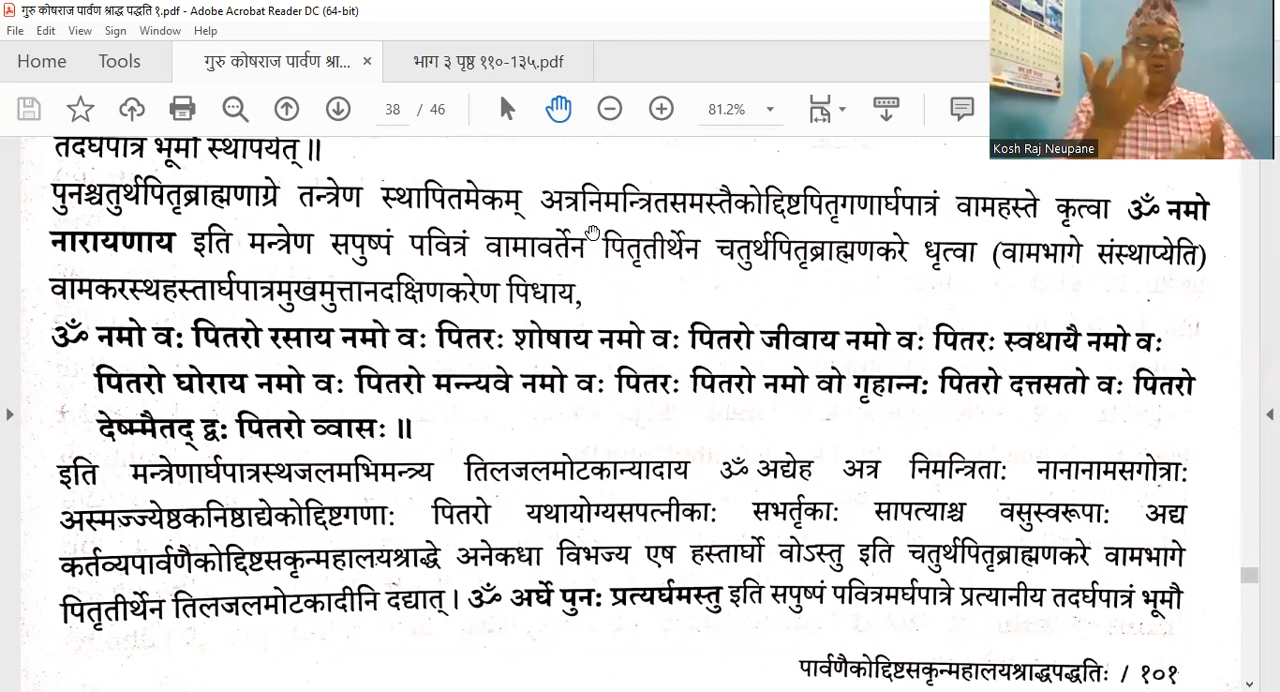 गुरु कोषराज पार्वण श्राद्ध पद्धति १.pdf - Adobe Acrobat Reader DC (64-bit)
File Edit View Sign Window Help
Home Tools गुरु कोषराज पार्वण श्रा... × भाग ३ पृष्ठ ११०-१३५.pdf
38 / 46 81.2%
Kosh Raj Neupane
तदर्घपात्रं भूमौ स्थापयेत् ॥
पुनश्चतुर्थपितृब्राह्मणाग्रे तन्त्रेण स्थापितमेकम् अत्रनिमन्त्रितसमस्तैकोद्दिष्टपितृगणार्घपात्रं वामहस्ते कृत्वा ॐ नमो
नारायणाय इति मन्त्रेण सपुष्पं पवित्रं वामावर्तेन पितृतीर्थेन चतुर्थपितृब्राह्मणकरे धृत्वा (वामभागे संस्थाप्येति)
वामकरस्थहस्तार्घपात्रमुखमुत्तानदक्षिणकरेण पिधाय,
ॐ नमो वः पितरो रसाय नमो वः पितरः शोषाय नमो वः पितरो जीवाय नमो वः पितरः स्वधायै नमो वः
पितरो घोराय नमो वः पितरो मन्न्यवे नमो वः पितरः पितरो नमो वो गृहान्नः पितरो दत्तसतो वः पितरो
देष्म्मैतद् द्वः पितरो व्वासः ॥
इति मन्त्रेणार्घपात्रस्थजलमभिमन्त्र्य तिलजलमोटकान्यादाय ॐ अद्येह अत्र निमन्त्रिताः नानानामसगोत्राः
अस्मज्ज्येष्ठकनिष्ठाद्येकोद्दिष्टगणाः पितरो यथायोग्यसपत्नीकाः सभर्तृकाः सापत्याश्च वसुस्वरूपाः अद्य
कर्तव्यपार्वणैकोद्दिष्टसकृन्महालयश्राद्धे अनेकधा विभज्य एष हस्तार्घो वोऽस्तु इति चतुर्थपितृब्राह्मणकरे वामभागे
पितृतीर्थेन तिलजलमोटकादीनि दद्यात् । ॐ अर्घे पुनः प्रत्यर्घमस्तु इति सपुष्पं पवित्रमर्घपात्रे प्रत्यानीय तदर्घपात्रं भूमौ
पार्वणैकोद्दिष्टसकृन्महालयश्राद्धपद्धतिः / १०१